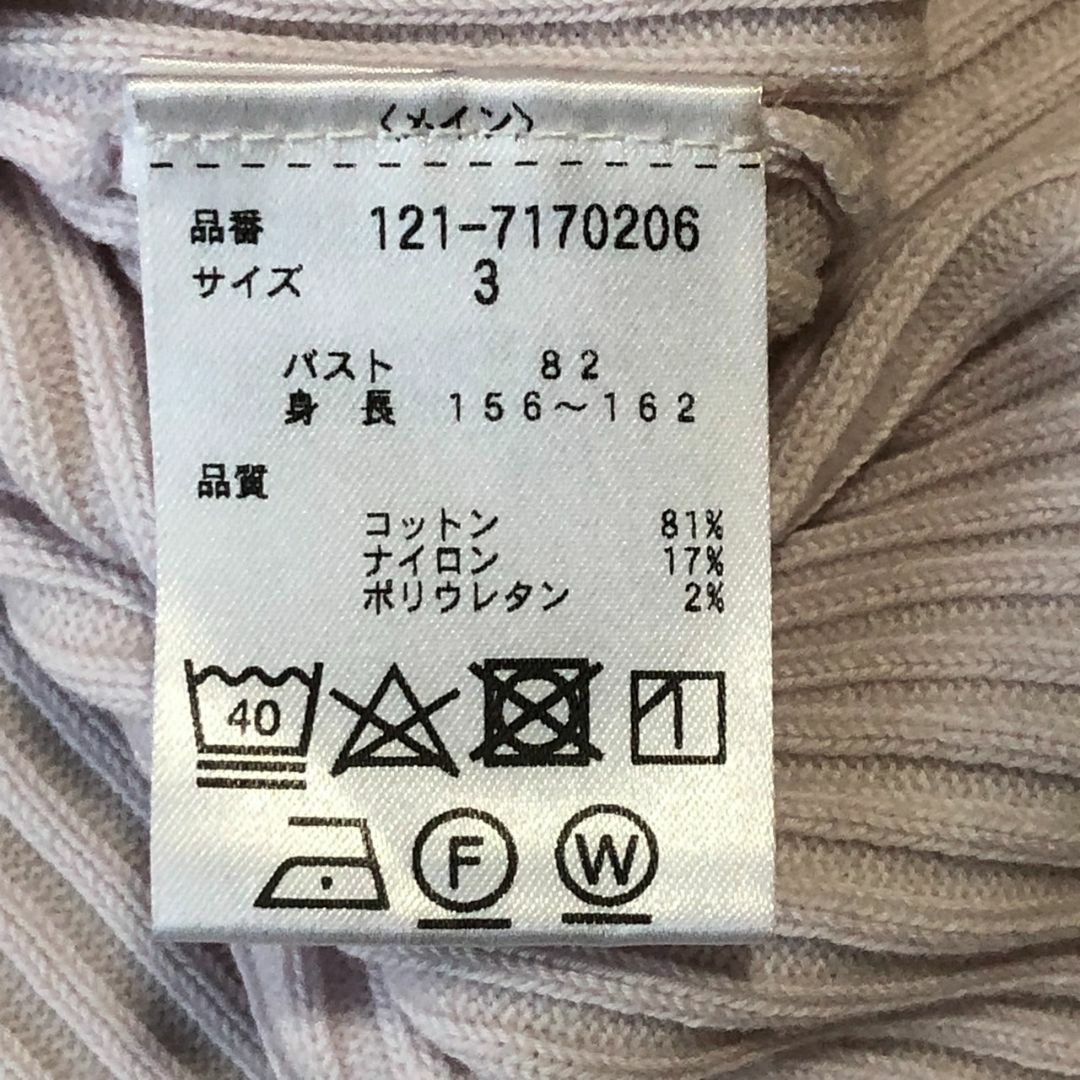 〈メイン〉
品番 121-7170206
サイズ 3
バスト 82
身長 156～162
品質
コットン 81%
ナイロン 17%
ポリウレタン 2%
40
F W